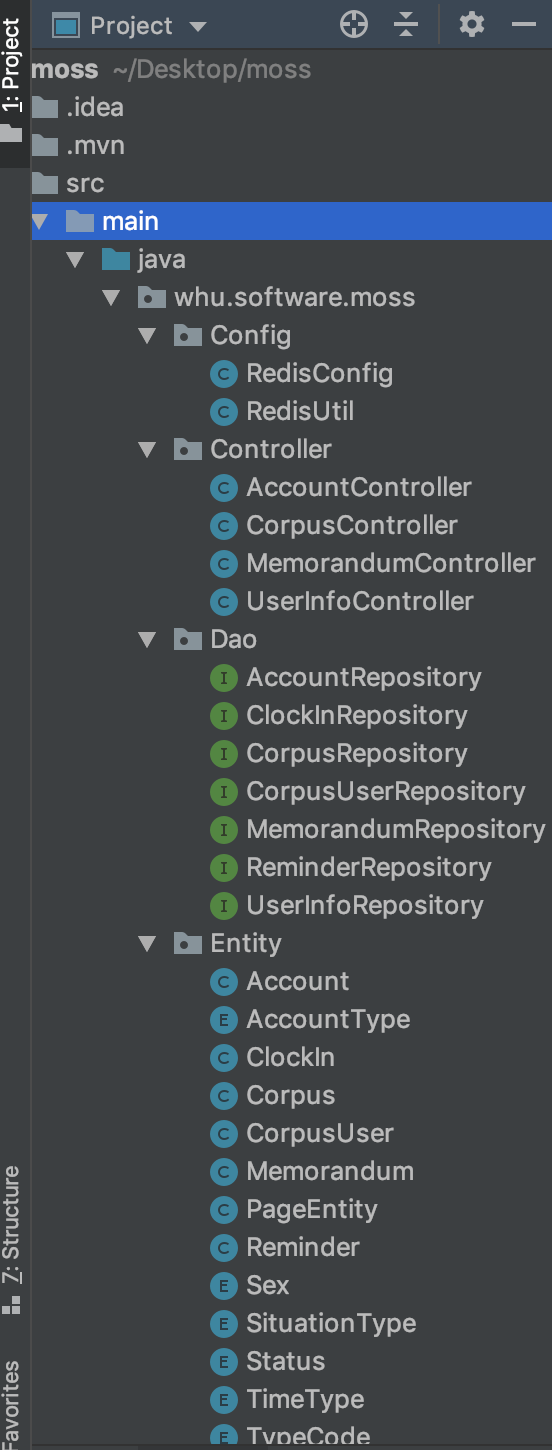 Project
1: Project
moss ~/Desktop/moss
.idea
.mvn
src
main
java
whu.software.moss
Config
C RedisConfig
C RedisUtil
Controller
C AccountController
C CorpusController
C MemorandumController
C UserInfoController
Dao
I AccountRepository
I ClockInRepository
I CorpusRepository
I CorpusUserRepository
I MemorandumRepository
I ReminderRepository
I UserInfoRepository
Entity
C Account
E AccountType
C ClockIn
C Corpus
C CorpusUser
C Memorandum
C PageEntity
C Reminder
E Sex
E SituationType
E Status
E TimeType
E TypeCode
7: Structure
Favorites